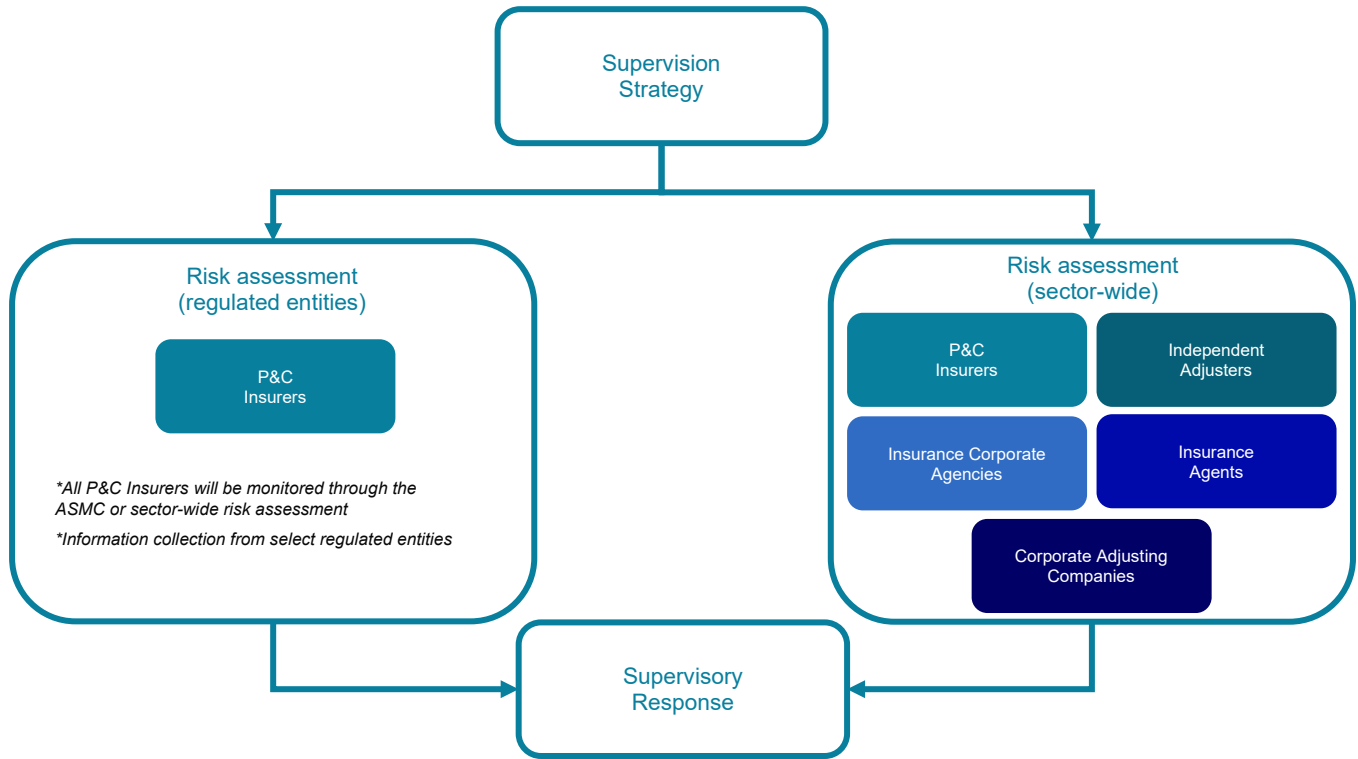 Supervision
Strategy
Risk assessment
(regulated entities)
P&C
Insurers
*All P&C Insurers will be monitored through the
ASMC or sector-wide risk assessment
*Information collection from select regulated entities
Risk assessment
(sector-wide)
P&C
Insurers
Independent
Adjusters
Insurance Corporate
Agencies
Insurance
Agents
Corporate Adjusting
Companies
Supervisory
Response